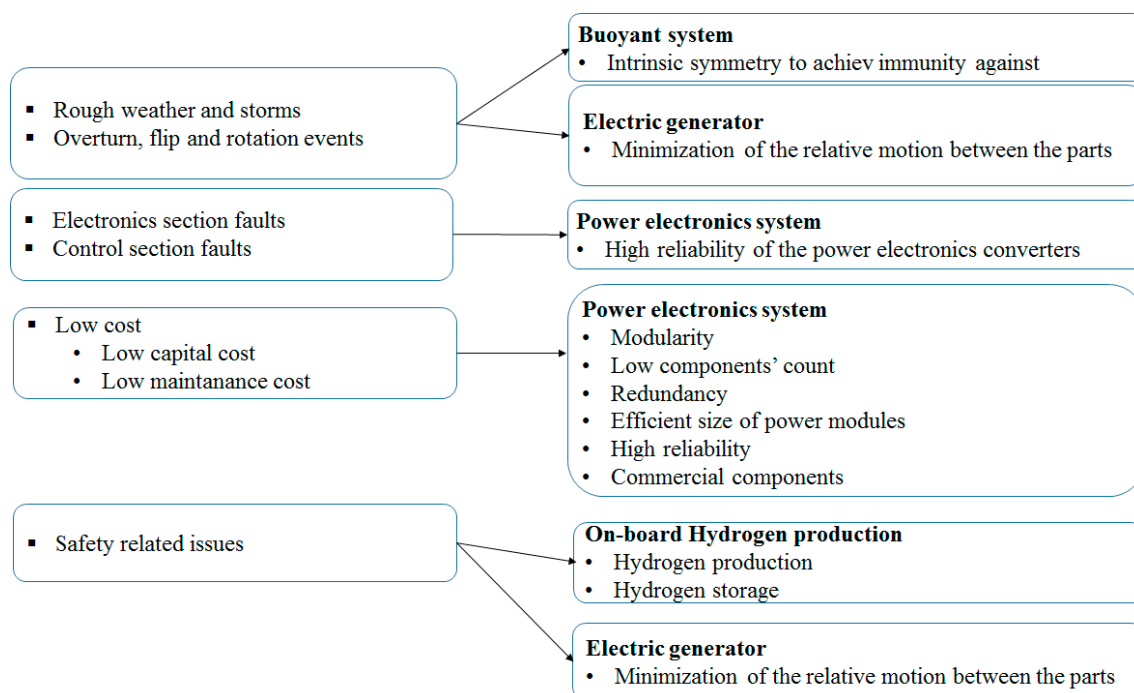 Buoyant system
• Intrinsic symmetry to achiev immunity against
▪ Rough weather and storms
▪ Overturn, flip and rotation events
Electric generator
• Minimization of the relative motion between the parts
▪ Electronics section faults
▪ Control section faults
Power electronics system
• High reliability of the power electronics converters
▪ Low cost
• Low capital cost
• Low maintanance cost
Power electronics system
• Modularity
• Low components’ count
• Redundancy
• Efficient size of power modules
• High reliability
• Commercial components
▪ Safety related issues
On-board Hydrogen production
• Hydrogen production
• Hydrogen storage
Electric generator
• Minimization of the relative motion between the parts